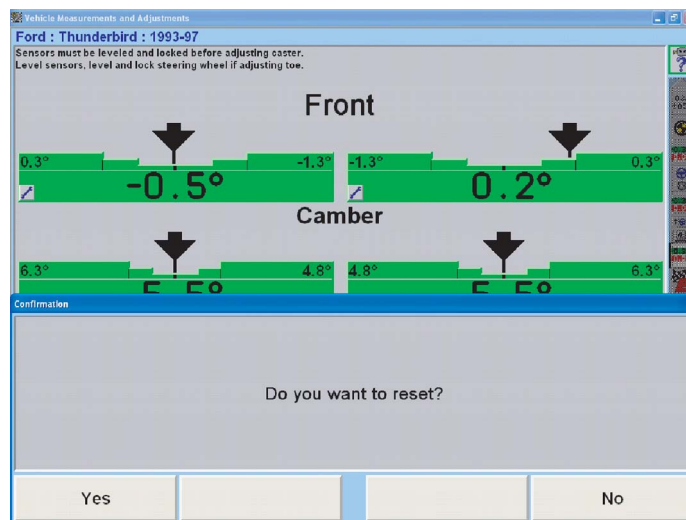 Vehicle Measurements and Adjustments
Ford : Thunderbird : 1993-97
Sensors must be leveled and locked before adjusting caster.
Level sensors, level and lock steering wheel if adjusting toe.
Front
0.3° -1.3° -1.3° 0.3°
-0.5° 0.2°
Camber
6.3° 4.8° 4.8° 6.3°
Confirmation
Do you want to reset?
Yes No